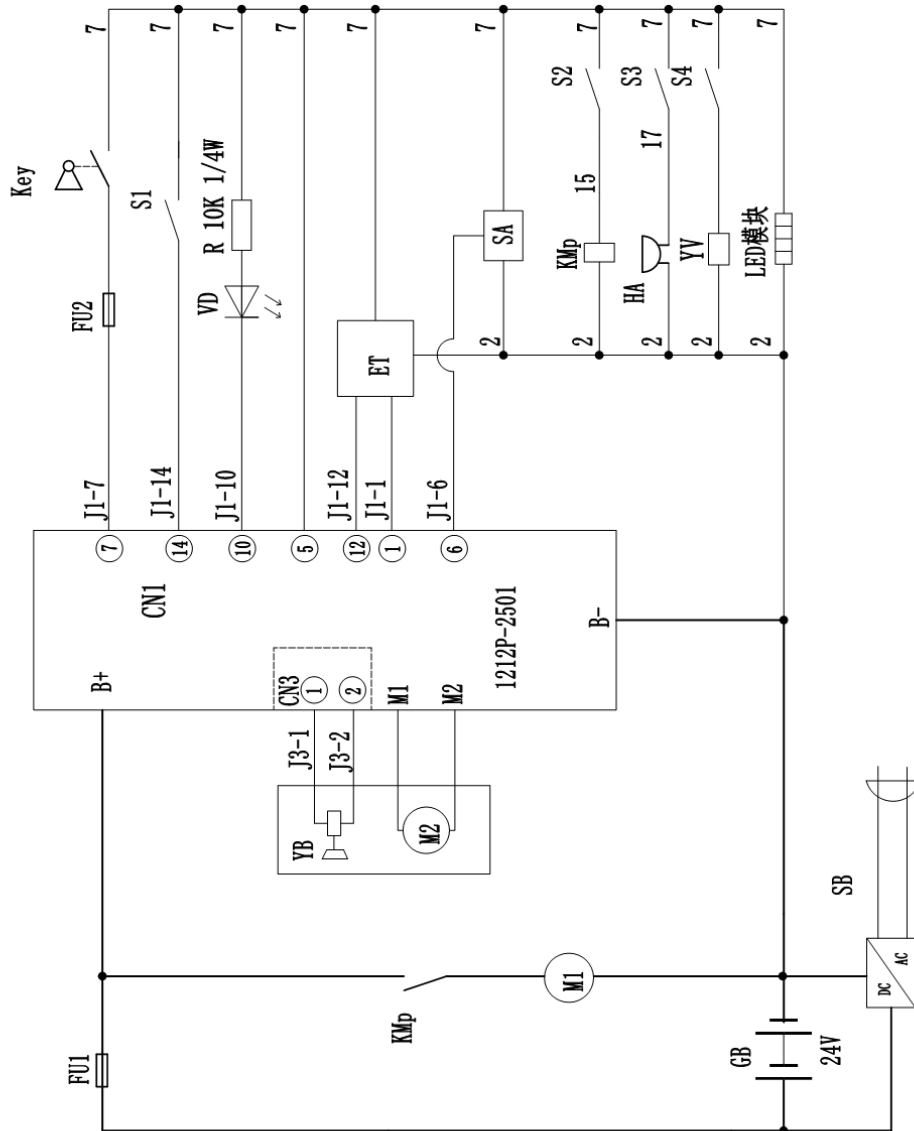 Key
FU2
J1-7
7
S1
J1-14
7
R 10K 1/4W
VD
J1-10
7
7
ET
J1-12
J1-1
7
SA
J1-6
2
7
S2
15
KMp
2
7
S3
17
HA
2
7
S4
YV
2
7
LED模块
2
7
CN1
7
14
10
5
12
1
6
1212P-2501
B+
B-
CN3
1
2
M1
M2
J3-1
J3-2
YB
M2
FU1
KMp
M1
GB
24V
SB
DC
AC